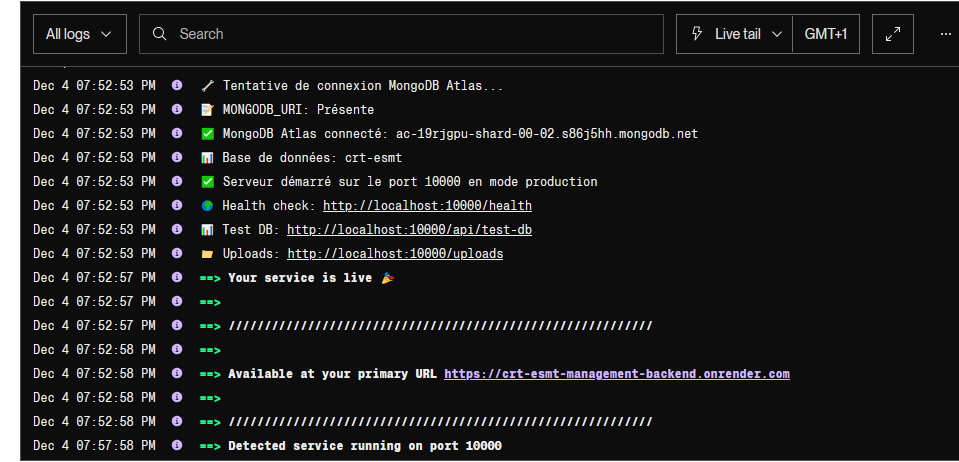 All logs
Search
Live tail
GMT+1
Dec 4 07:52:53 PM 🔧 Tentative de connexion MongoDB Atlas...
Dec 4 07:52:53 PM 📝 MONGODB_URI: Présente
Dec 4 07:52:53 PM ✅ MongoDB Atlas connecté: ac-19rjgpu-shard-00-02.s86j5hh.mongodb.net
Dec 4 07:52:53 PM 📊 Base de données: crt-esmt
Dec 4 07:52:53 PM ✅ Serveur démarré sur le port 10000 en mode production
Dec 4 07:52:53 PM 🌍 Health check: http://localhost:10000/health
Dec 4 07:52:53 PM 📊 Test DB: http://localhost:10000/api/test-db
Dec 4 07:52:53 PM 📂 Uploads: http://localhost:10000/uploads
Dec 4 07:52:57 PM ==> Your service is live 🎉
Dec 4 07:52:57 PM ==>
Dec 4 07:52:57 PM ==> ///////////////////////////////////////////////////////////
Dec 4 07:52:58 PM ==>
Dec 4 07:52:58 PM ==> Available at your primary URL https://crt-esmt-management-backend.onrender.com
Dec 4 07:52:58 PM ==>
Dec 4 07:52:58 PM ==> ///////////////////////////////////////////////////////////
Dec 4 07:57:58 PM ==> Detected service running on port 10000